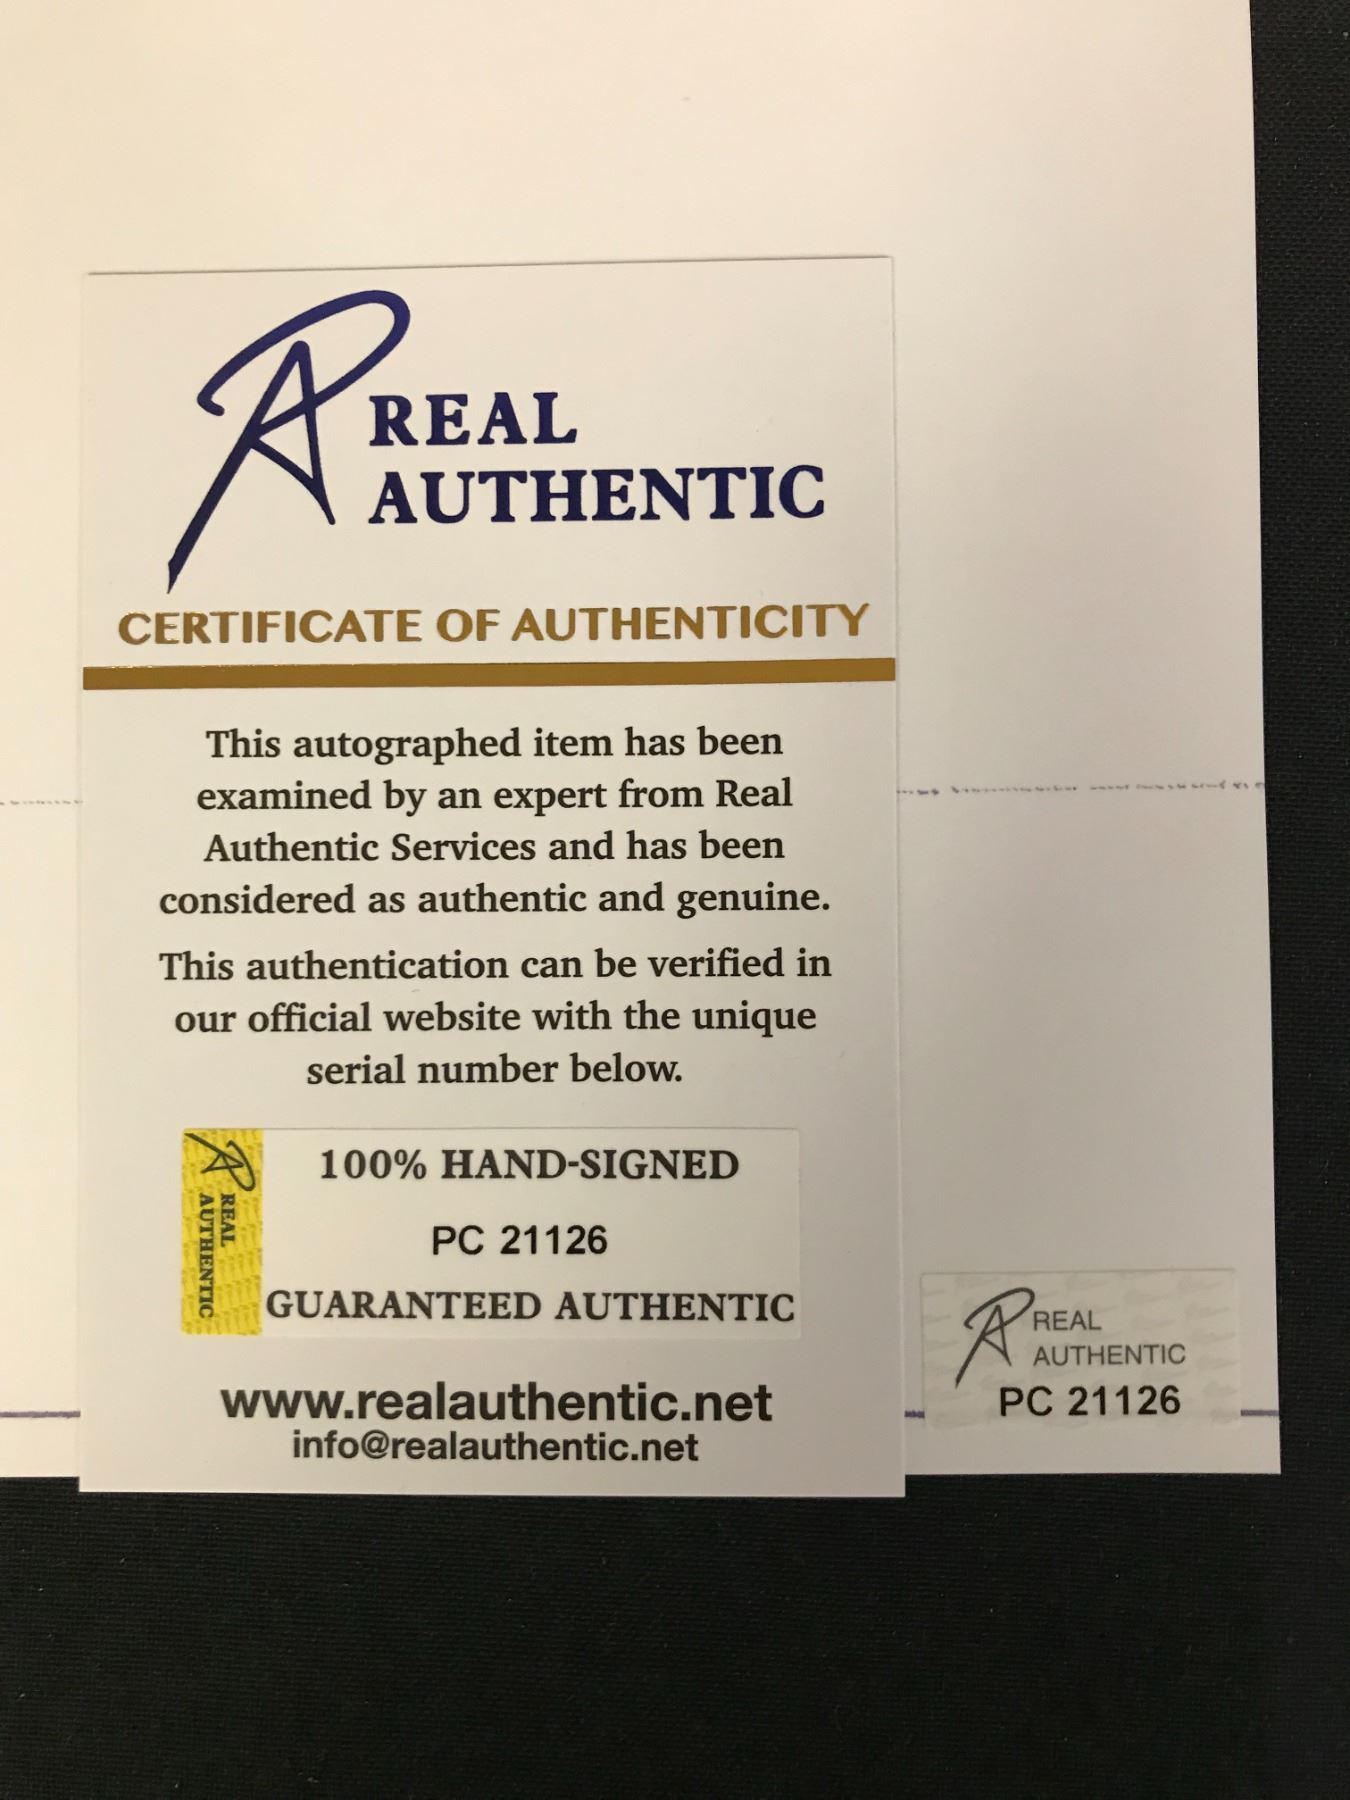 REAL
AUTHENTIC
CERTIFICATE OF AUTHENTICITY
This autographed item has been
examined by an expert from Real
Authentic Services and has been
considered as authentic and genuine.
This authentication can be verified in
our official website with the unique
serial number below.
REAL
AUTHENTIC
100% HAND-SIGNED
PC 21126
GUARANTEED AUTHENTIC
www.realauthentic.net
info@realauthentic.net
REAL
AUTHENTIC
PC 21126